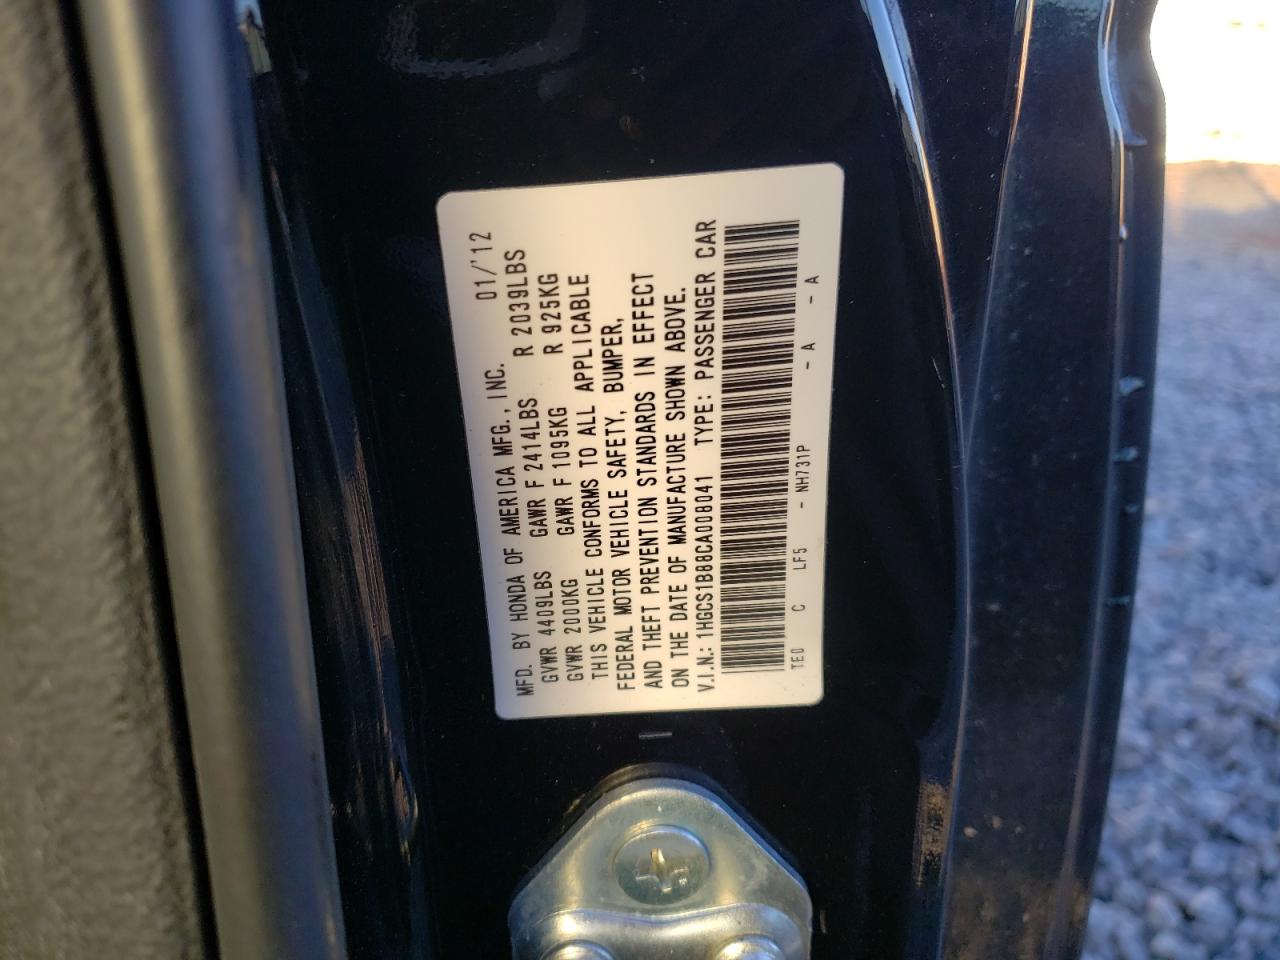 MFD. BY HONDA OF AMERICA MFG., INC. 01/'12
GVWR 4409LBS GAWR F 2414LBS R 2039LBS
GVWR 2000KG GAWR F 1095KG R 925KG
THIS VEHICLE CONFORMS TO ALL APPLICABLE
FEDERAL MOTOR VEHICLE SAFETY, BUMPER,
AND THEFT PREVENTION STANDARDS IN EFFECT
ON THE DATE OF MANUFACTURE SHOWN ABOVE.
V.I.N.: 1HGCS1B88CA008041 TYPE: PASSENGER CAR
TE0 C LF5 - NH731P - A - A